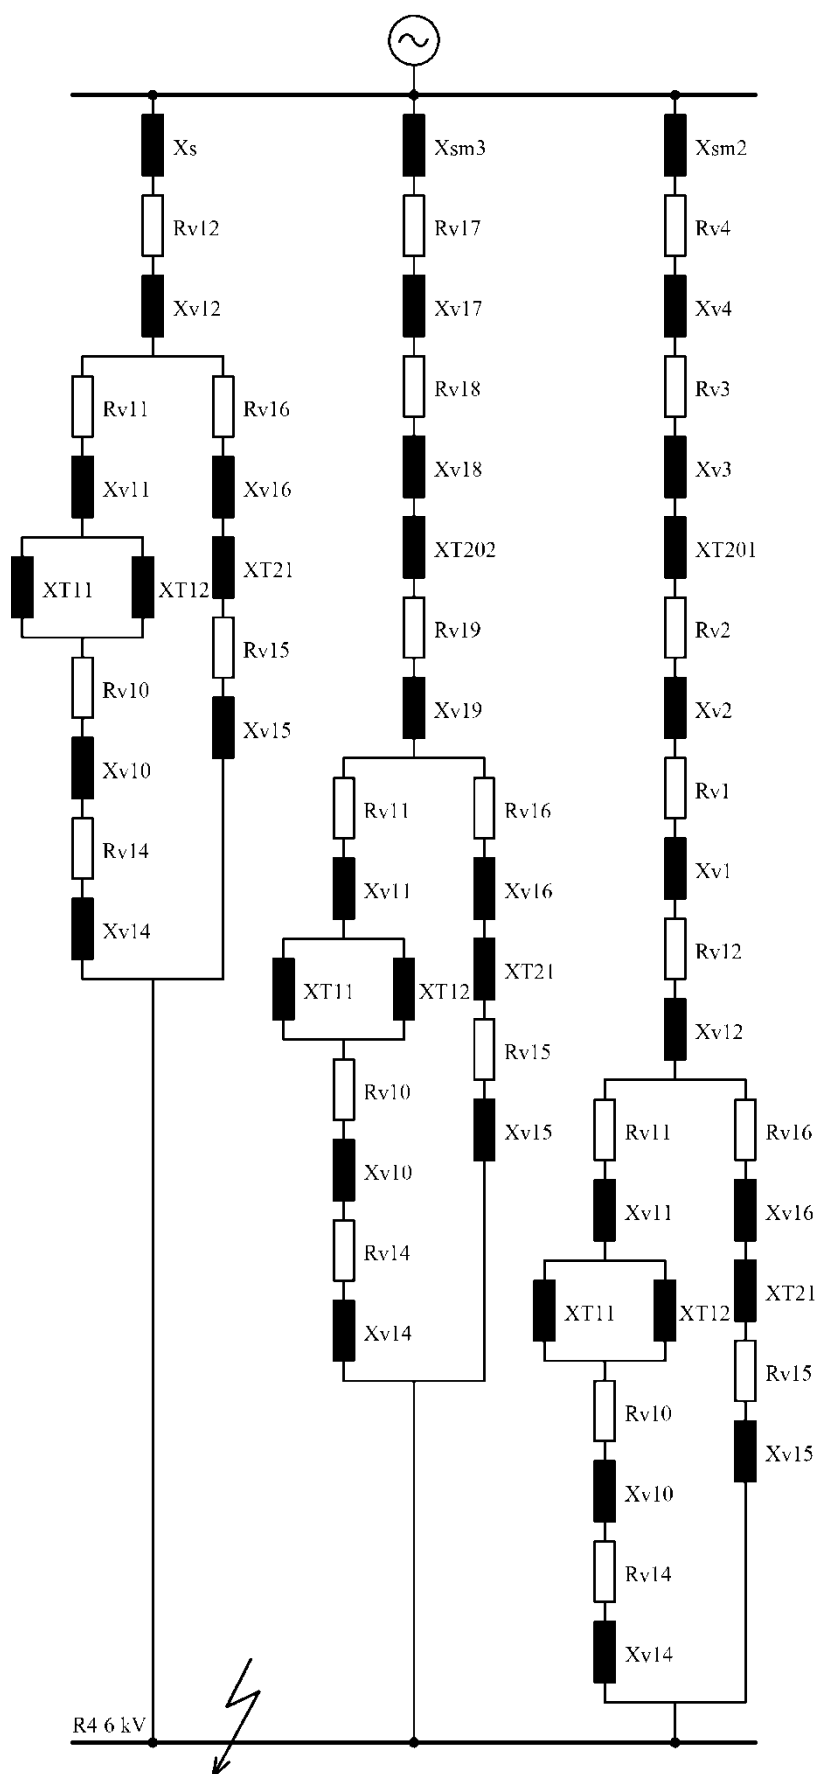 Xs
Rv12
Xv12
Rv11
Rv16
Xv11
Xv16
XT11
XT12
XT21
Rv15
Rv10
Xv15
Xv10
Rv14
Xv14
Xsm3
Rv17
Xv17
Rv18
Xv18
XT202
Rv19
Xv19
Rv11
Rv16
Xv11
Xv16
XT11
XT12
XT21
Rv15
Rv10
Xv15
Xv10
Rv14
Xv14
Xsm2
Rv4
Xv4
Rv3
Xv3
XT201
Rv2
Xv2
Rv1
Xv1
Rv12
Xv12
Rv11
Rv16
Xv11
Xv16
XT11
XT12
XT21
Rv15
Rv10
Xv15
Xv10
Rv14
Xv14
R4 6 kV